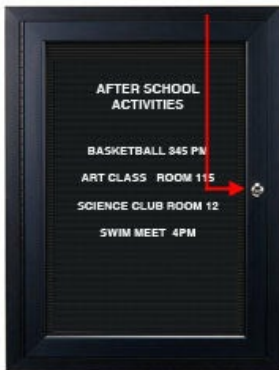 AFTER SCHOOL
ACTIVITIES
BASKETBALL 345 PM
ART CLASS ROOM 115
SCIENCE CLUB ROOM 12
SWIM MEET 4PM